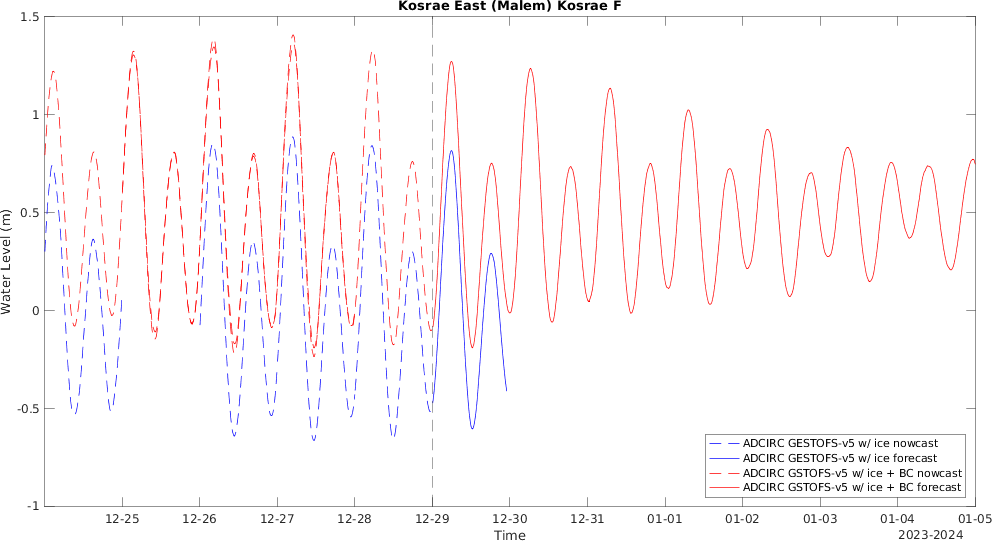 Kosrae East (Malem) Kosrae F
1.5
1
0.5
0
-0.5
-1
Water Level (m)
12-25
12-26
12-27
12-28
12-29
12-30
12-31
01-01
01-02
01-03
01-04
01-05
Time
2023-2024
ADCIRC GESTOFS-v5 w/ ice nowcast
ADCIRC GESTOFS-v5 w/ ice forecast
ADCIRC GSTOFS-v5 w/ ice + BC nowcast
ADCIRC GSTOFS-v5 w/ ice + BC forecast